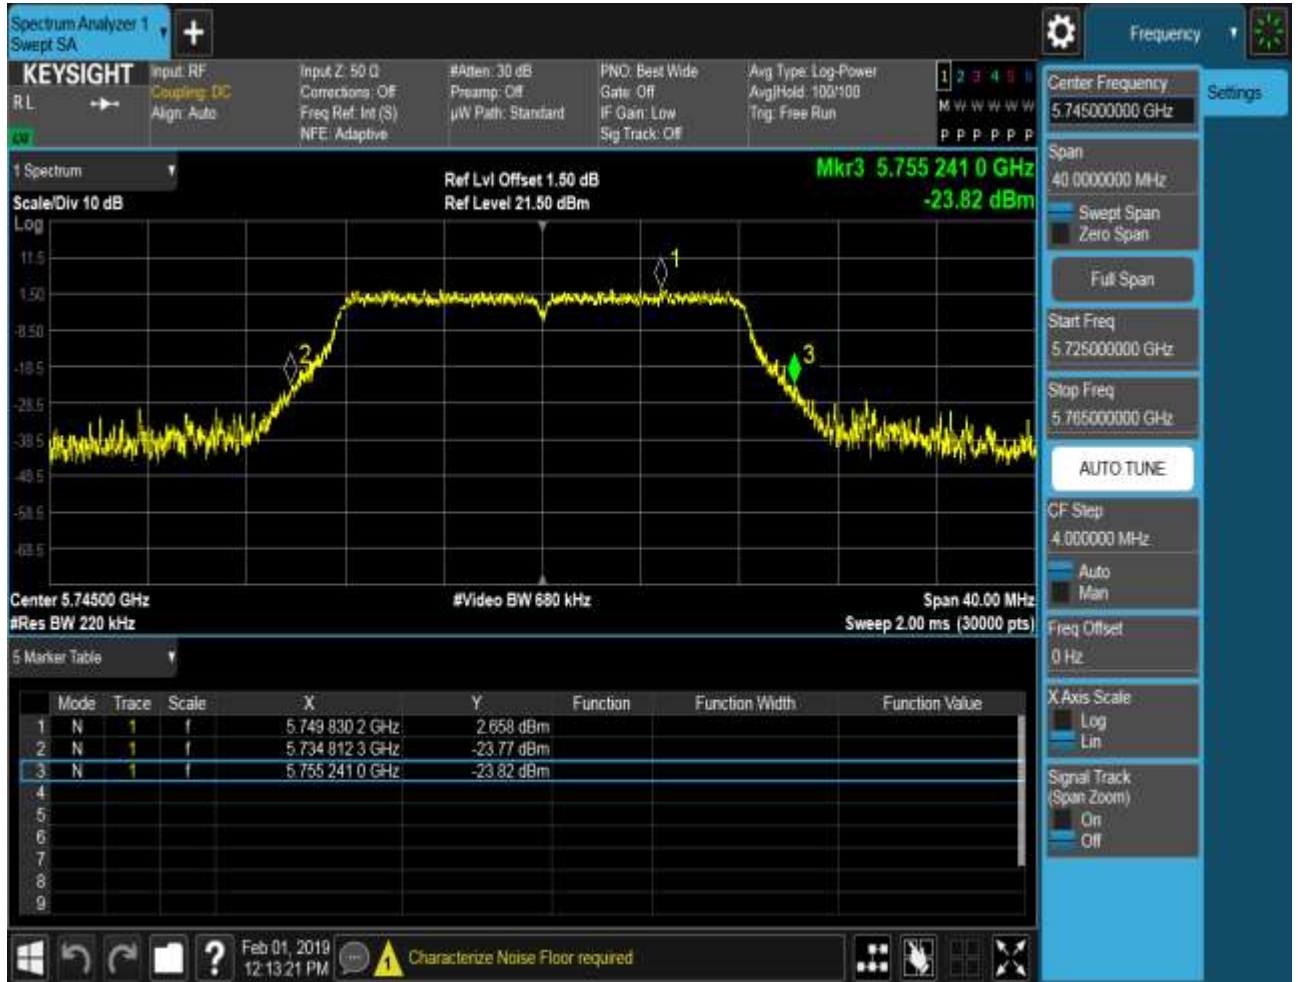 Spectrum Analyzer 1
Swept SA
+
Frequency
KEYSIGHT
RL
Input: RF
Coupling: DC
Align: Auto
Input Z: 50 Ω
Corrections: Off
Freq Ref: Int (S)
NFE: Adaptive
#Atten: 30 dB
Preamp: Off
µW Path: Standard
PNO: Best Wide
Gate: Off
IF Gain: Low
Sig Track: Off
Avg Type: Log-Power
Avg|Hold: 100/100
Trig: Free Run
1 2 3 4 5 6
M W W W W W
P P P P P P
1 Spectrum
Scale/Div 10 dB
Ref Lvl Offset 1.50 dB
Ref Level 21.50 dBm
Mkr3 5.755 241 0 GHz
-23.82 dBm
Log
11.5
1.50
-8.50
-18.5
-28.5
-38.5
-48.5
-58.5
-68.5
1
2
3
Center 5.74500 GHz
#Video BW 680 kHz
Span 40.00 MHz
#Res BW 220 kHz
Sweep 2.00 ms (30000 pts)
5 Marker Table
Mode Trace Scale X Y Function Function Width Function Value
1 N 1 f 5.749 830 2 GHz 2.658 dBm
2 N 1 f 5.734 812 3 GHz -23.77 dBm
3 N 1 f 5.755 241 0 GHz -23.82 dBm
4
5
6
7
8
9
Center Frequency
5.745000000 GHz
Settings
Span
40.0000000 MHz
Swept Span
Zero Span
Full Span
Start Freq
5.725000000 GHz
Stop Freq
5.765000000 GHz
AUTO TUNE
CF Step
4.000000 MHz
Auto
Man
Freq Offset
0 Hz
X Axis Scale
Log
Lin
Signal Track
(Span Zoom)
On
Off
?
Feb 01, 2019
12:13:21 PM
1
Characterize Noise Floor required